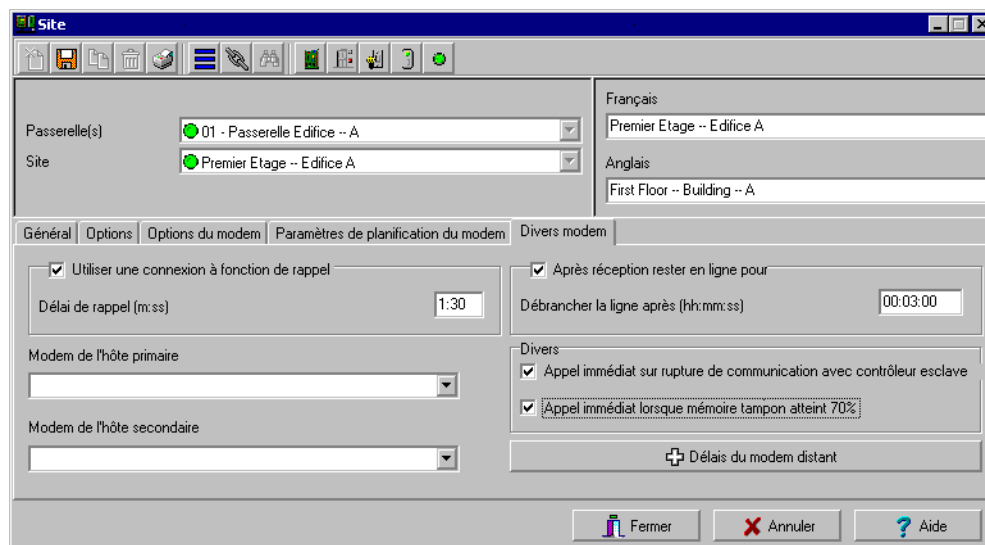 Site
Passerelle(s)
01 - Passerelle Edifice -- A
Site
Premier Etage -- Edifice A
Français
Premier Etage -- Edifice A
Anglais
First Floor -- Building -- A
Général
Options
Options du modem
Paramètres de planification du modem
Divers modem
Utiliser une connexion à fonction de rappel
Délai de rappel (m:ss)
1:30
Modem de l'hôte primaire
Modem de l'hôte secondaire
Après réception rester en ligne pour
Débrancher la ligne après (hh:mm:ss)
00:03:00
Divers
Appel immédiat sur rupture de communication avec contrôleur esclave
Appel immédiat lorsque mémoire tampon atteint 70%
Délais du modem distant
Fermer
Annuler
Aide